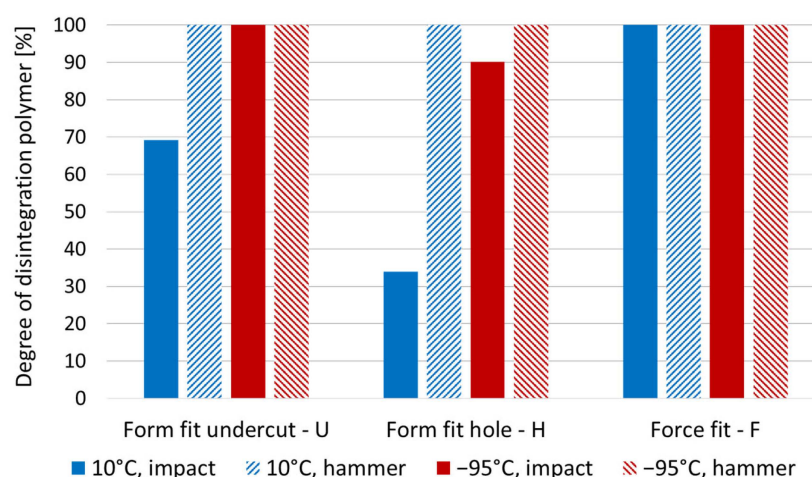 Degree of disintegration polymer [%]
100
90
80
70
60
50
40
30
20
10
0
Form fit undercut - U
Form fit hole - H
Force fit - F
10°C, impact
10°C, hammer
−95°C, impact
−95°C, hammer